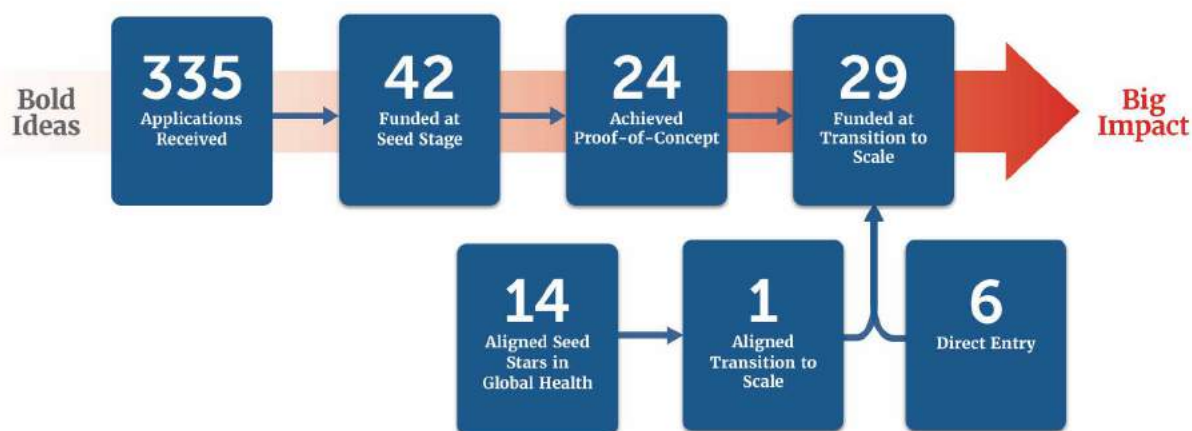 Bold
Ideas
335
Applications
Received
42
Funded at
Seed Stage
24
Achieved
Proof-of-Concept
29
Funded at
Transition to
Scale
Big
Impact
14
Aligned Seed
Stars in
Global Health
1
Aligned
Transition to
Scale
6
Direct Entry